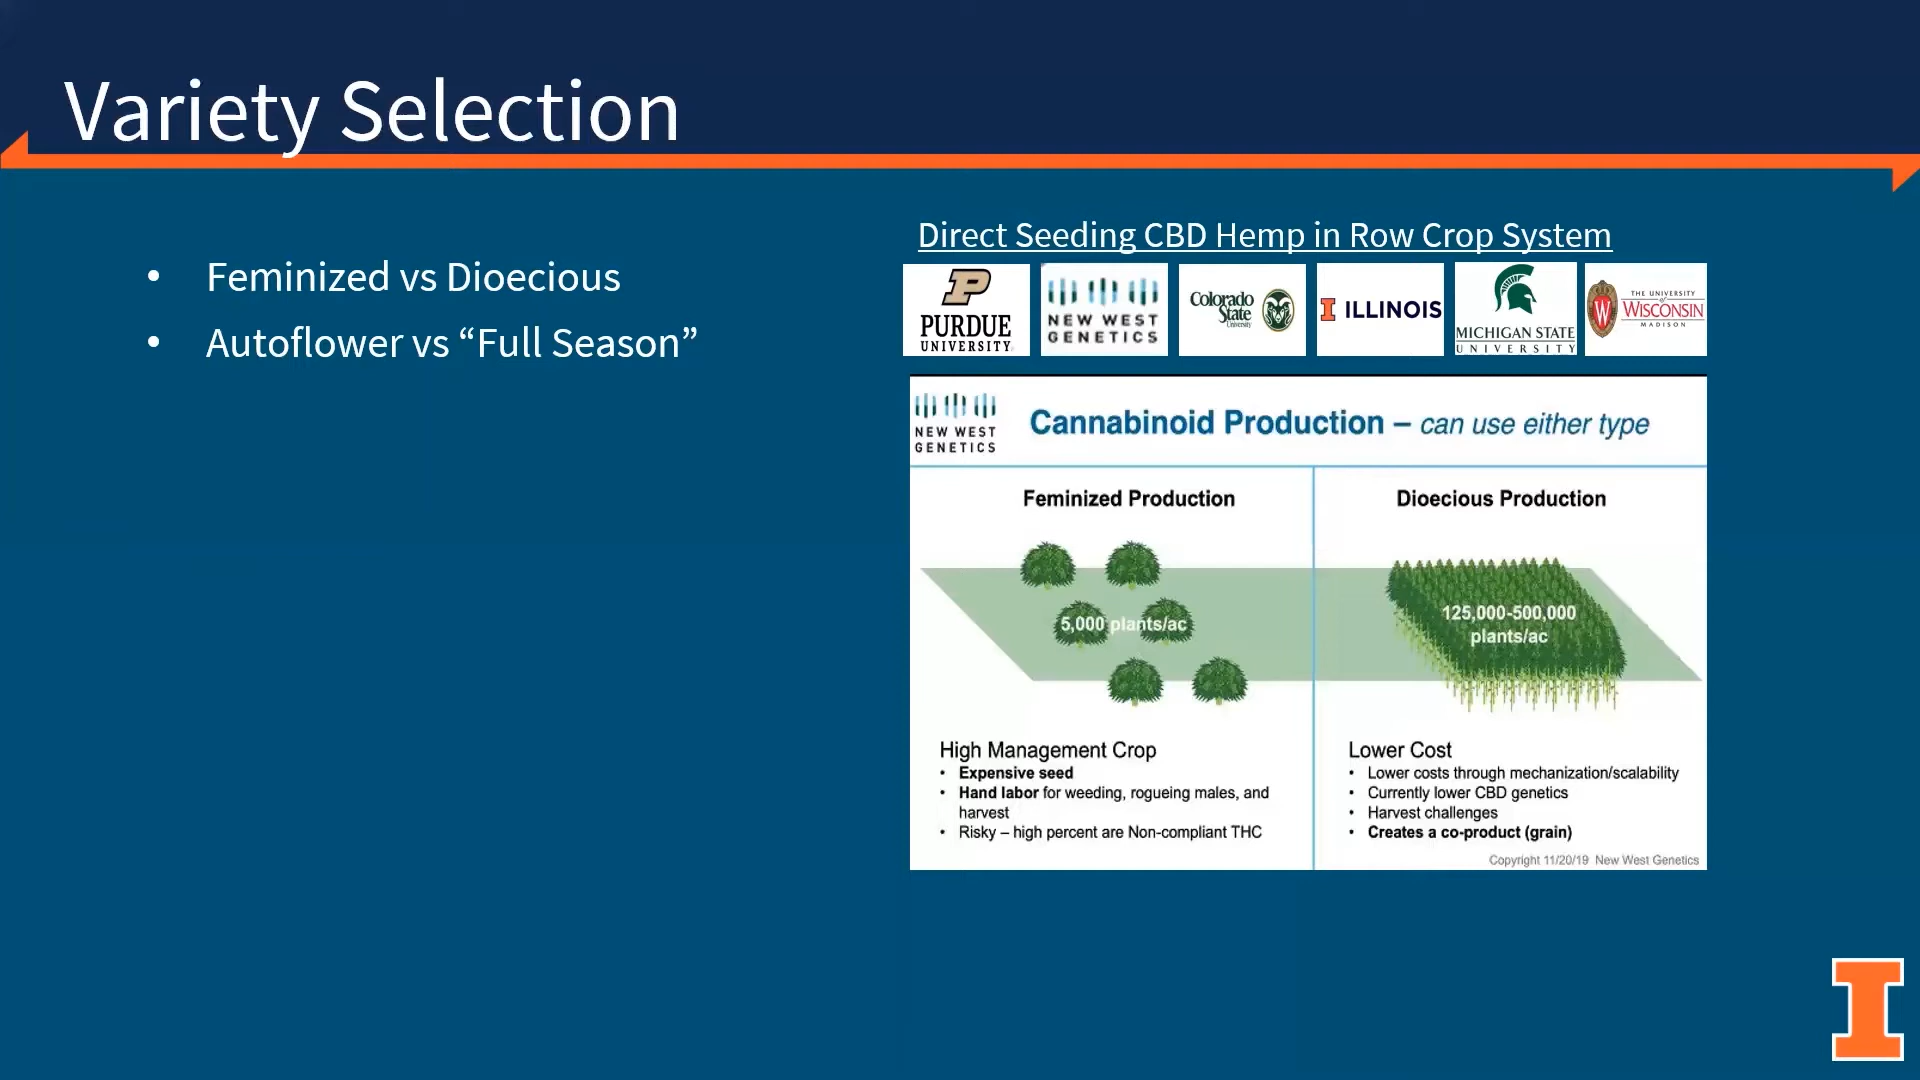 Variety Selection
• Feminized vs Dioecious
• Autoflower vs “Full Season”
Direct Seeding CBD Hemp in Row Crop System
P
PURDUE
UNIVERSITY
NEW WEST
GENETICS
Colorado
State
University
I ILLINOIS
MICHIGAN STATE
UNIVERSITY
W
THE UNIVERSITY
of
WISCONSIN
MADISON
NEW WEST
GENETICS
Cannabinoid Production – can use either type
Feminized Production
5,000 plants/ac
High Management Crop
• Expensive seed
• Hand labor for weeding, rogueing males, and
harvest
• Risky – high percent are Non-compliant THC
Dioecious Production
125,000-500,000
plants/ac
Lower Cost
• Lower costs through mechanization/scalability
• Currently lower CBD genetics
• Harvest challenges
• Creates a co-product (grain)
Copyright 11/20/19 New West Genetics
I